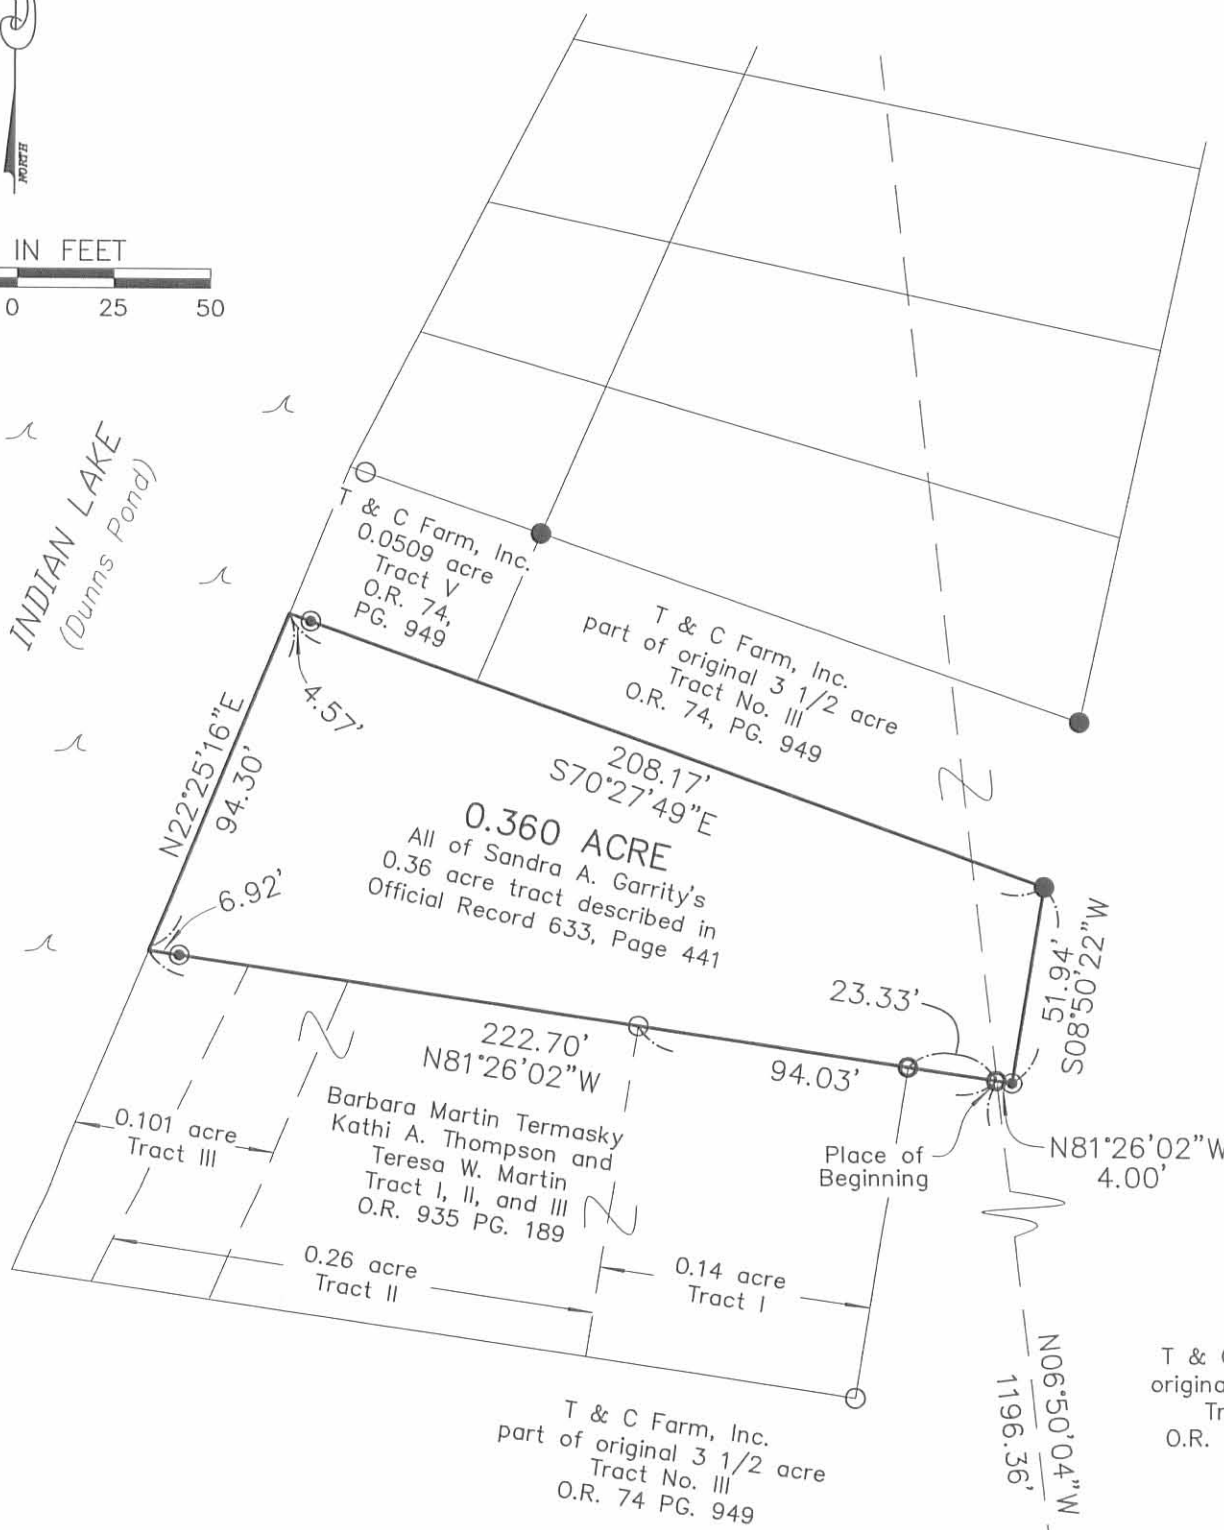 NORTH
IN FEET
0 25 50
INDIAN LAKE
(Dunns Pond)
T & C Farm, Inc.
0.0509 acre
Tract V
O.R. 74,
PG. 949
T & C Farm, Inc.
part of original 3 1/2 acre
Tract No. III
O.R. 74, PG. 949
4.57'
N22°25'16"E
94.30'
208.17'
S70°27'49"E
0.360 ACRE
All of Sandra A. Garrity's
0.36 acre tract described in
Official Record 633, Page 441
6.92'
51.94'
S08°50'22"W
23.33'
222.70'
N81°26'02"W
94.03'
Place of
Beginning
N81°26'02"W
4.00'
0.101 acre
Tract III
Barbara Martin Termasky
Kathi A. Thompson and
Teresa W. Martin
Tract I, II, and III
O.R. 935 PG. 189
0.26 acre
Tract II
0.14 acre
Tract I
N06°50'04"W
1196.36'
T & C Farm, Inc.
part of original 3 1/2 acre
Tract No. III
O.R. 74 PG. 949
T &
origina
Tr
O.R.